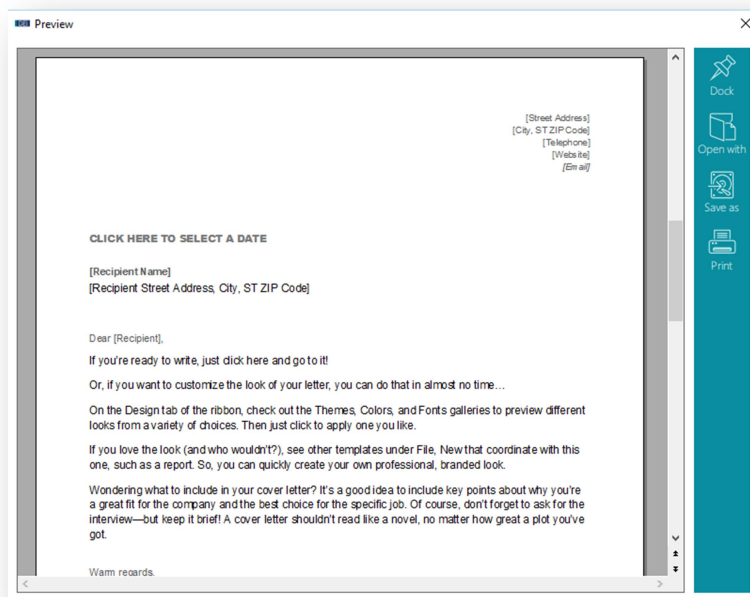 Preview
Dock
Open with
Save as
Print
[Street Address]
[City, ST ZIP Code]
[Telephone]
[Website]
[Email]
CLICK HERE TO SELECT A DATE
[Recipient Name]
[Recipient Street Address, City, ST ZIP Code]
Dear [Recipient],
If you're ready to write, just click here and go to it!
Or, if you want to customize the look of your letter, you can do that in almost no time…
On the Design tab of the ribbon, check out the Themes, Colors, and Fonts galleries to preview different
looks from a variety of choices. Then just click to apply one you like.
If you love the look (and who wouldn't?), see other templates under File, New that coordinate with this
one, such as a report. So, you can quickly create your own professional, branded look.
Wondering what to include in your cover letter? It's a good idea to include key points about why you're
a great fit for the company and the best choice for the specific job. Of course, don't forget to ask for the
interview—but keep it brief! A cover letter shouldn't read like a novel, no matter how great a plot you've
got.
Warm regards,